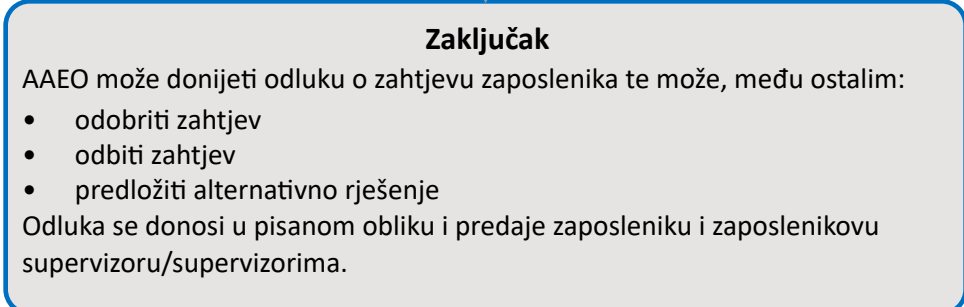 Zaključak
AAEO može donijeti odluku o zahtjevu zaposlenika te može, među ostalim:
• odobriti zahtjev
• odbiti zahtjev
• predložiti alternativno rješenje
Odluka se donosi u pisanom obliku i predaje zaposleniku i zaposlenikovu
supervizoru/supervizorima.